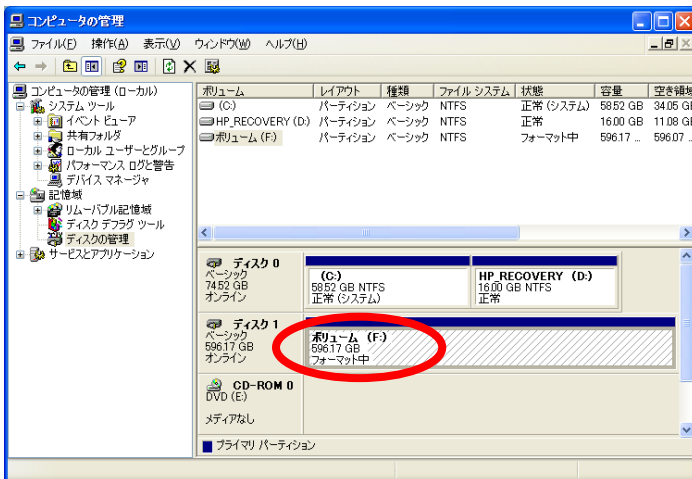 コンピュータの管理
ファイル(F) 操作(A) 表示(V) ウィンドウ(W) ヘルプ(H)
コンピュータの管理 (ローカル)
システム ツール
イベント ビューア
共有フォルダ
ローカル ユーザーとグループ
パフォーマンス ログと警告
デバイス マネージャ
記憶域
リムーバブル記憶域
ディスク デフラグ ツール
ディスクの管理
サービスとアプリケーション
ボリューム レイアウト 種類 ファイル システム 状態 容量 空き領域
(C:) パーティション ベーシック NTFS 正常 (システム) 58.52 GB 34.05 GB
HP_RECOVERY (D:) パーティション ベーシック NTFS 正常 16.00 GB 11.08 GB
ボリューム (F:) パーティション ベーシック NTFS フォーマット中 596.17 ... 596.07 ...
ディスク 0
ベーシック
74.52 GB
オンライン
(C:)
58.52 GB NTFS
正常 (システム)
HP_RECOVERY (D:)
16.00 GB NTFS
正常
ディスク 1
ベーシック
596.17 GB
オンライン
ボリューム (F:)
596.17 GB
フォーマット中
CD-ROM 0
DVD (E:)
メディアなし
プライマリ パーティション